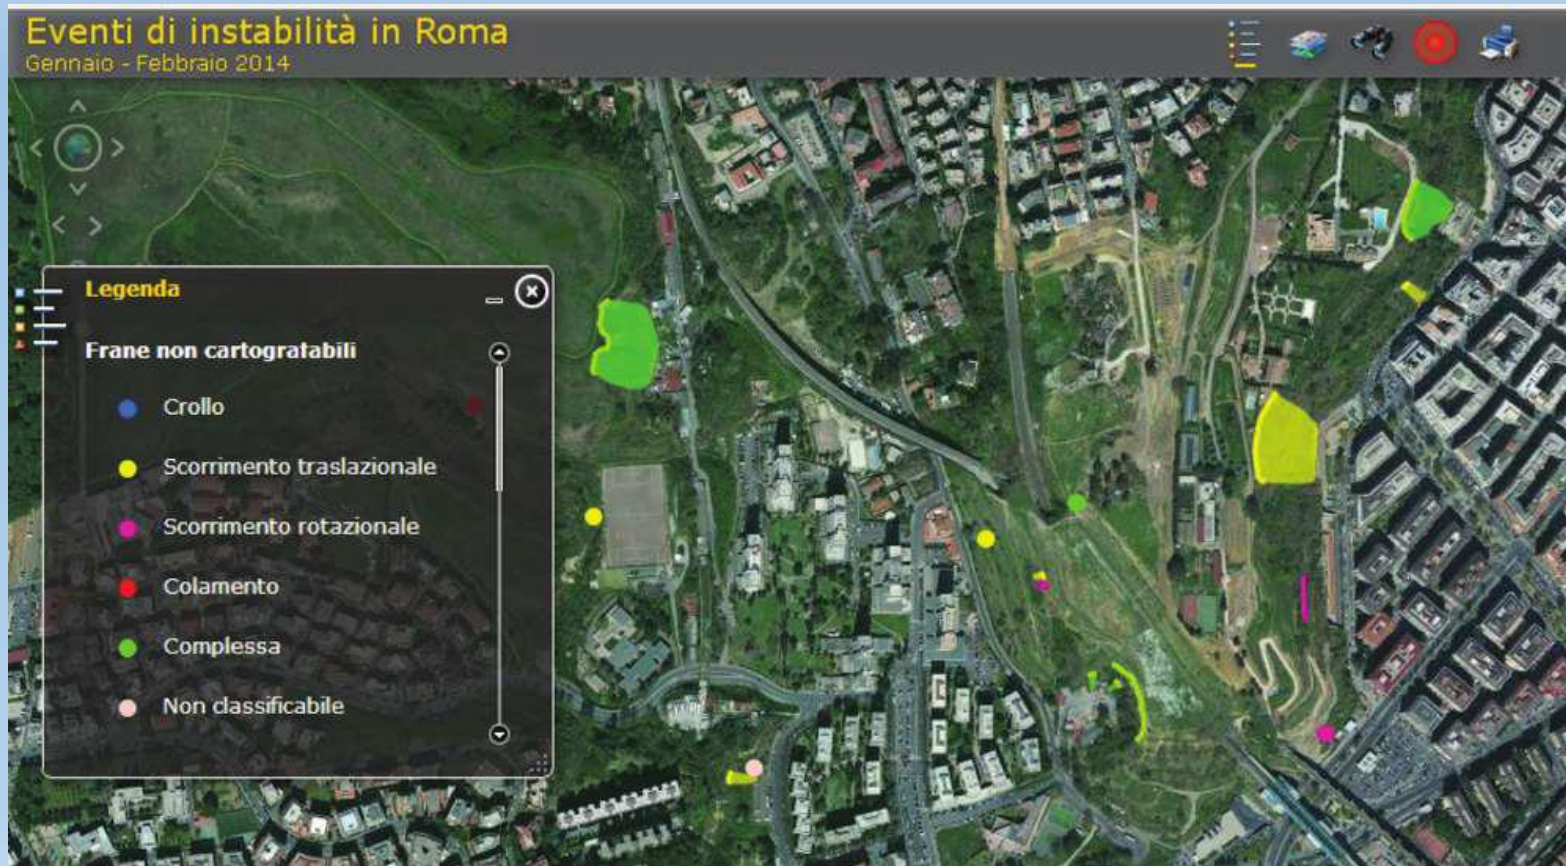 Eventi di instabilità in Roma
Gennaio - Febbraio 2014
Legenda
Frane non cartografabili
Crollo
Scorrimento traslazionale
Scorrimento rotazionale
Colamento
Complessa
Non classificabile